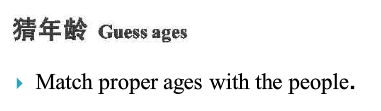 猜年龄 Guess ages
Match proper ages with the people.